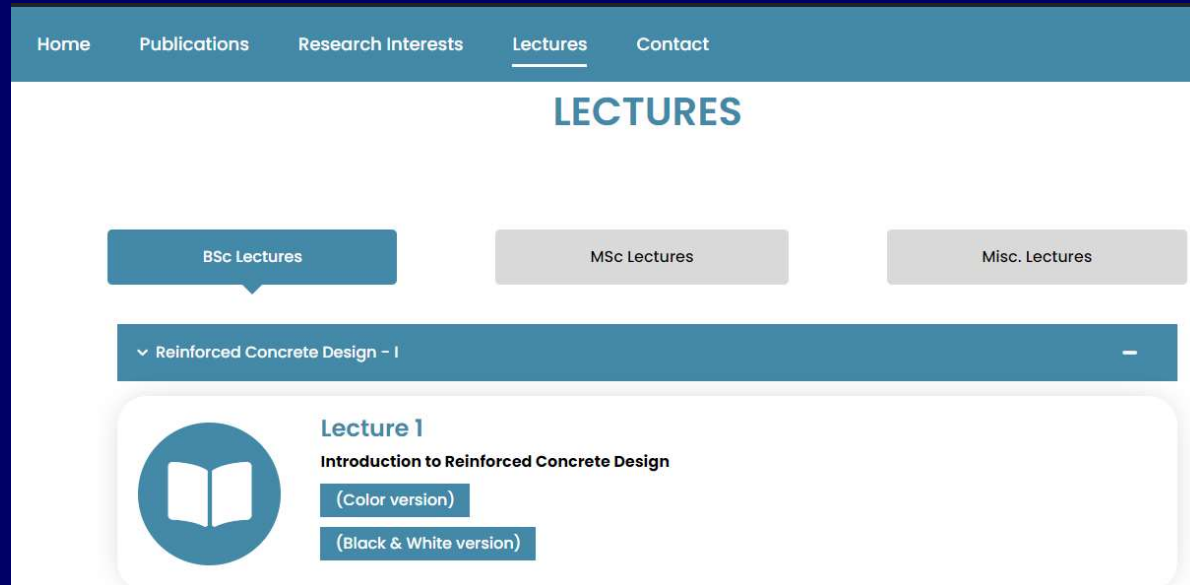 Home Publications Research Interests Lectures Contact
LECTURES
BSc Lectures MSc Lectures Misc. Lectures
Reinforced Concrete Design - I
Lecture 1
Introduction to Reinforced Concrete Design
(Color version)
(Black & White version)